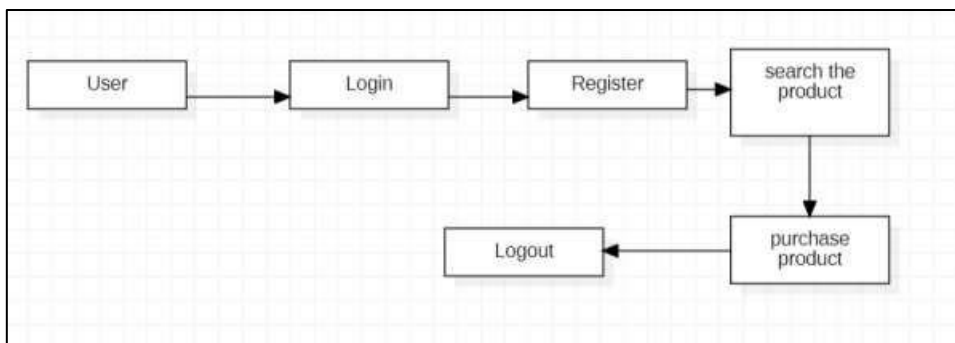 User
Login
Register
search the
product
purchase
product
Logout